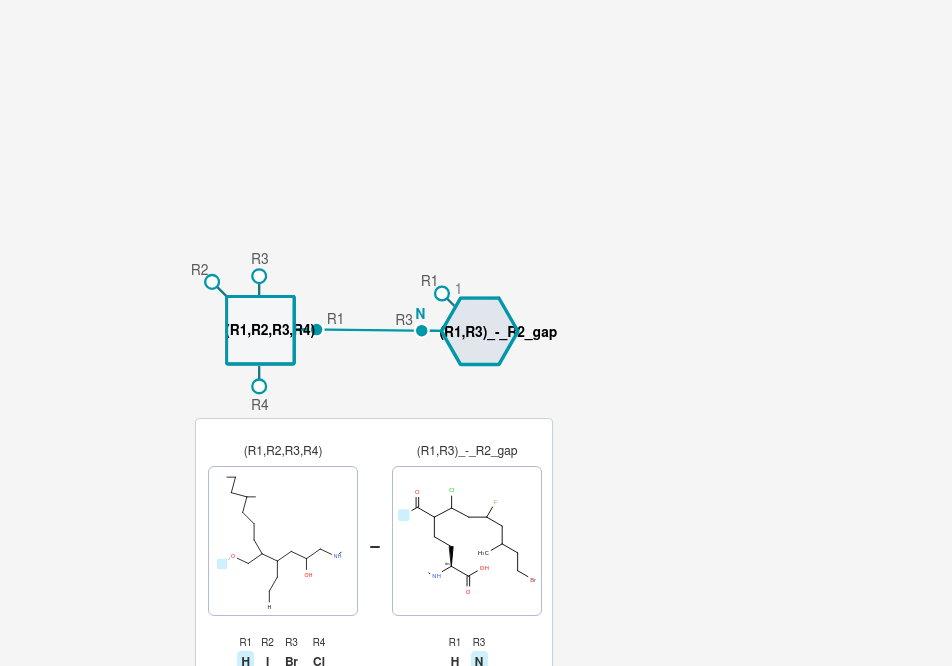 R3
R2
R1
1
N
(R1,R2,R3,R4)
R1
R3
(R1,R3)_-_R2_gap
R4
(R1,R2,R3,R4)
(R1,R3)_-_R2_gap
O
NH
OH
H
–
O
Cl
F
H₃C
NH
OH
O
Br
R1 R2 R3 R4
H I Br Cl
R1 R3
H N